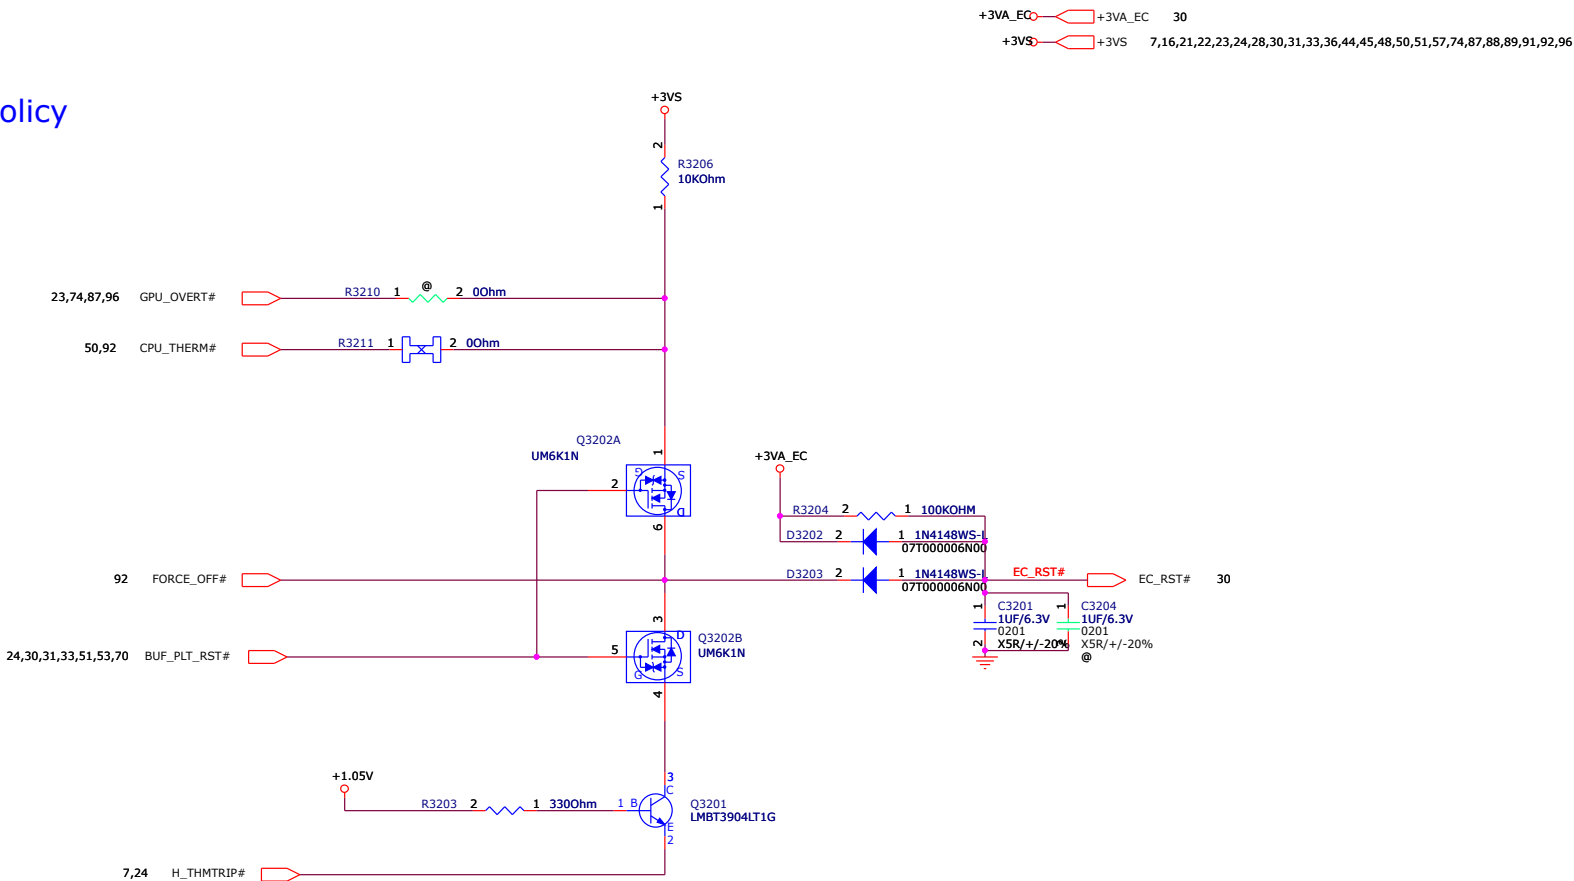 +3VA_EC +3VA_EC 30
+3VS +3VS 7,16,21,22,23,24,28,30,31,33,36,44,45,48,50,51,57,74,87,88,89,91,92,96
olicy
+3VS
2
R3206
10KOhm
1
23,74,87,96 GPU_OVERT# R3210 1 @ 2 0Ohm
50,92 CPU_THERM# R3211 1 2 0Ohm
Q3202A
UM6K1N
1
2
G S
D
6
+3VA_EC
R3204 2 1 100KOHM
D3202 2 1 1N4148WS-L
07T000006N00
92 FORCE_OFF# D3203 2 1 1N4148WS-L EC_RST# EC_RST# 30
07T000006N00
1 C3201 1 C3204
1UF/6.3V 1UF/6.3V
0201 0201
2 X5R/+/-20% X5R/+/-20%
@
3
D Q3202B
24,30,31,33,51,53,70 BUF_PLT_RST# 5 UM6K1N
G S
4
+1.05V
3
C
R3203 2 1 330Ohm 1 B Q3201
LMBT3904LT1G
E
2
7,24 H_THMTRIP#